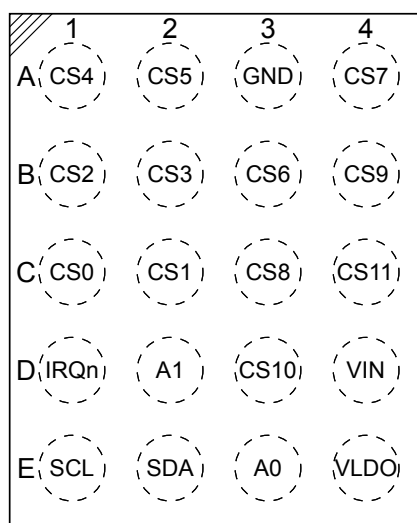 1 2 3 4
A CS4 CS5 GND CS7
B CS2 CS3 CS6 CS9
C CS0 CS1 CS8 CS11
D IRQn A1 CS10 VIN
E SCL SDA A0 VLDO